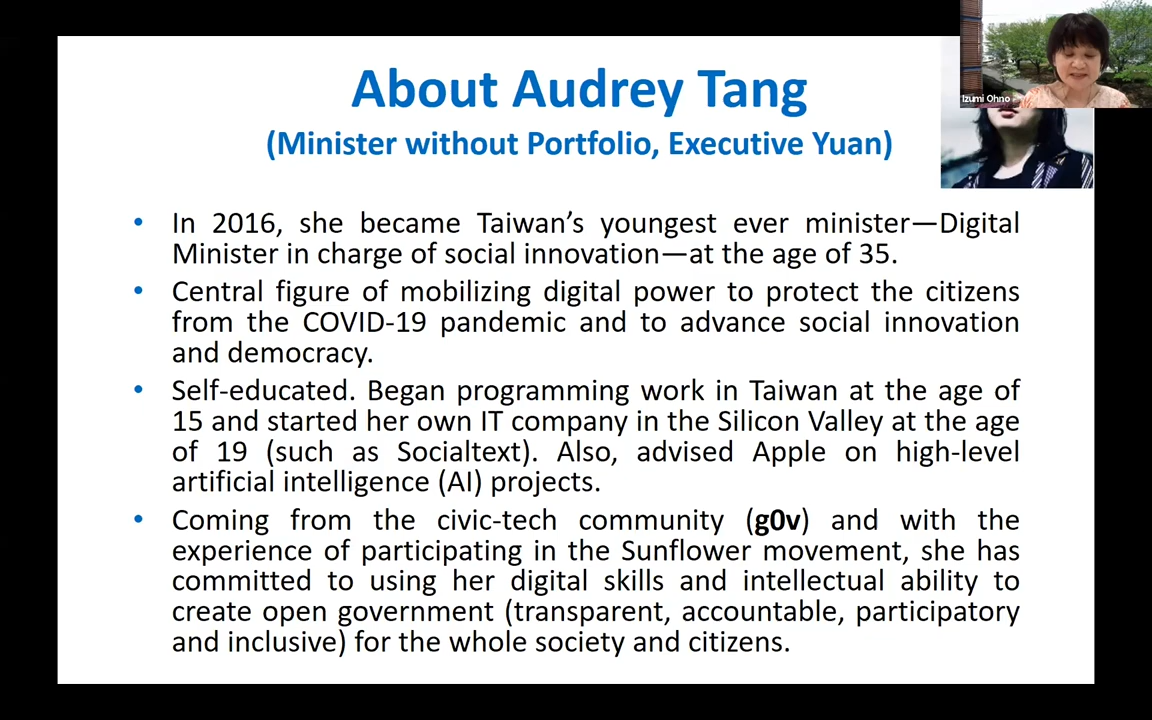 About Audrey Tang
(Minister without Portfolio, Executive Yuan)
Izumi Ohno
• In 2016, she became Taiwan’s youngest ever minister—Digital
Minister in charge of social innovation—at the age of 35.
• Central figure of mobilizing digital power to protect the citizens
from the COVID-19 pandemic and to advance social innovation
and democracy.
• Self-educated. Began programming work in Taiwan at the age of
15 and started her own IT company in the Silicon Valley at the age
of 19 (such as Socialtext). Also, advised Apple on high-level
artificial intelligence (AI) projects.
• Coming from the civic-tech community (g0v) and with the
experience of participating in the Sunflower movement, she has
committed to using her digital skills and intellectual ability to
create open government (transparent, accountable, participatory
and inclusive) for the whole society and citizens.